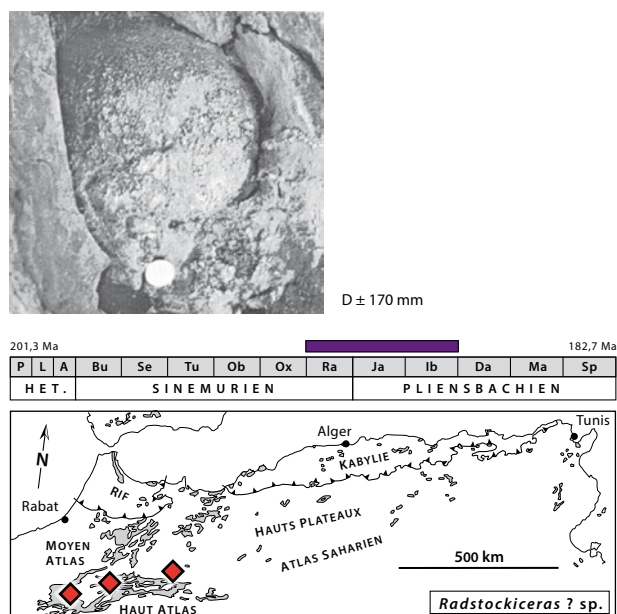 D ± 170 mm
201,3 Ma 182,7 Ma
P L A Bu Se Tu Ob Ox Ra Ja Ib Da Ma Sp
HET. SINEMURIEN PLIENSBACHIEN
Tunis
Alger
N
KABYLIE
RIF
Rabat
HAUTS PLATEAUX
MOYEN
ATLAS
ATLAS SAHARIEN
500 km
HAUT ATLAS
Radstockiceras ? sp.